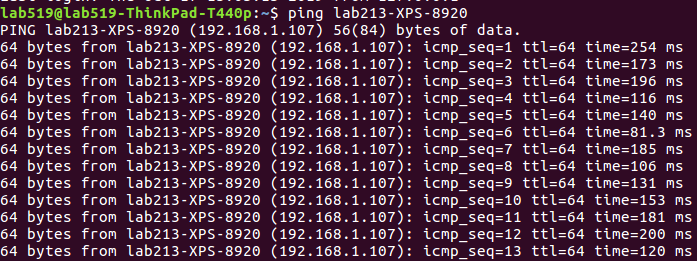 lab519@lab519-ThinkPad-T440p:~$ ping lab213-XPS-8920
PING lab213-XPS-8920 (192.168.1.107) 56(84) bytes of data.
64 bytes from lab213-XPS-8920 (192.168.1.107): icmp_seq=1 ttl=64 time=254 ms
64 bytes from lab213-XPS-8920 (192.168.1.107): icmp_seq=2 ttl=64 time=173 ms
64 bytes from lab213-XPS-8920 (192.168.1.107): icmp_seq=3 ttl=64 time=196 ms
64 bytes from lab213-XPS-8920 (192.168.1.107): icmp_seq=4 ttl=64 time=116 ms
64 bytes from lab213-XPS-8920 (192.168.1.107): icmp_seq=5 ttl=64 time=140 ms
64 bytes from lab213-XPS-8920 (192.168.1.107): icmp_seq=6 ttl=64 time=81.3 ms
64 bytes from lab213-XPS-8920 (192.168.1.107): icmp_seq=7 ttl=64 time=185 ms
64 bytes from lab213-XPS-8920 (192.168.1.107): icmp_seq=8 ttl=64 time=106 ms
64 bytes from lab213-XPS-8920 (192.168.1.107): icmp_seq=9 ttl=64 time=131 ms
64 bytes from lab213-XPS-8920 (192.168.1.107): icmp_seq=10 ttl=64 time=153 ms
64 bytes from lab213-XPS-8920 (192.168.1.107): icmp_seq=11 ttl=64 time=181 ms
64 bytes from lab213-XPS-8920 (192.168.1.107): icmp_seq=12 ttl=64 time=200 ms
64 bytes from lab213-XPS-8920 (192.168.1.107): icmp_seq=13 ttl=64 time=120 ms